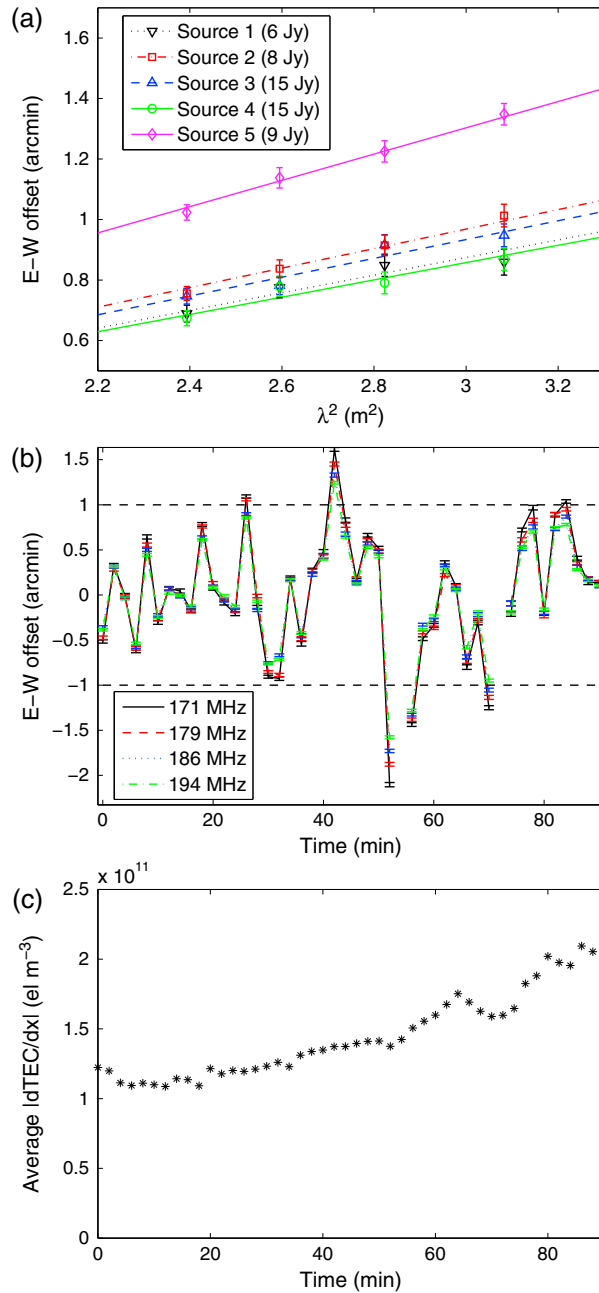 (a)
1.6
1.4
1.2
1
0.8
0.6
E−W offset (arcmin)
Source 1 (6 Jy)
Source 2 (8 Jy)
Source 3 (15 Jy)
Source 4 (15 Jy)
Source 5 (9 Jy)
2.2 2.4 2.6 2.8 3 3.2
λ² (m²)
(b)
1.5
1
0.5
0
−0.5
−1
−1.5
−2
E−W offset (arcmin)
171 MHz
179 MHz
186 MHz
194 MHz
0 20 40 60 80
Time (min)
(c)
x 10¹¹
2.5
2
1.5
1
0.5
0
Average |dTEC/dx| (el m⁻³)
0 20 40 60 80
Time (min)